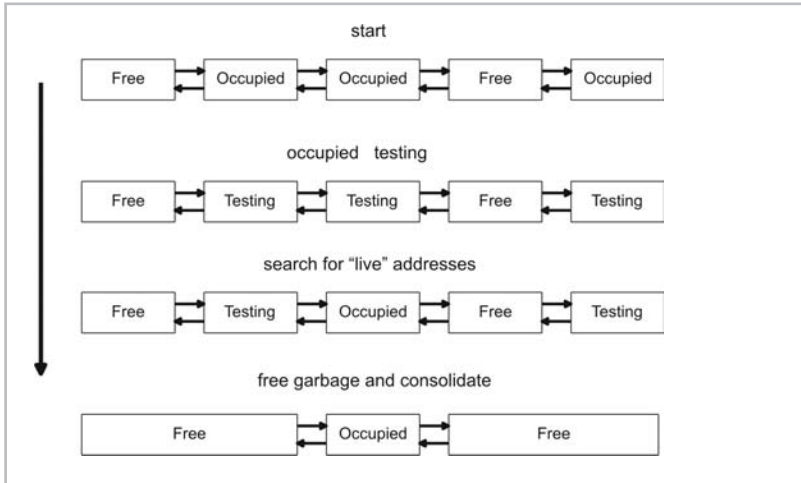 start
Free Occupied Occupied Free Occupied
occupied testing
Free Testing Testing Free Testing
search for “live” addresses
Free Testing Occupied Free Testing
free garbage and consolidate
Free Occupied Free